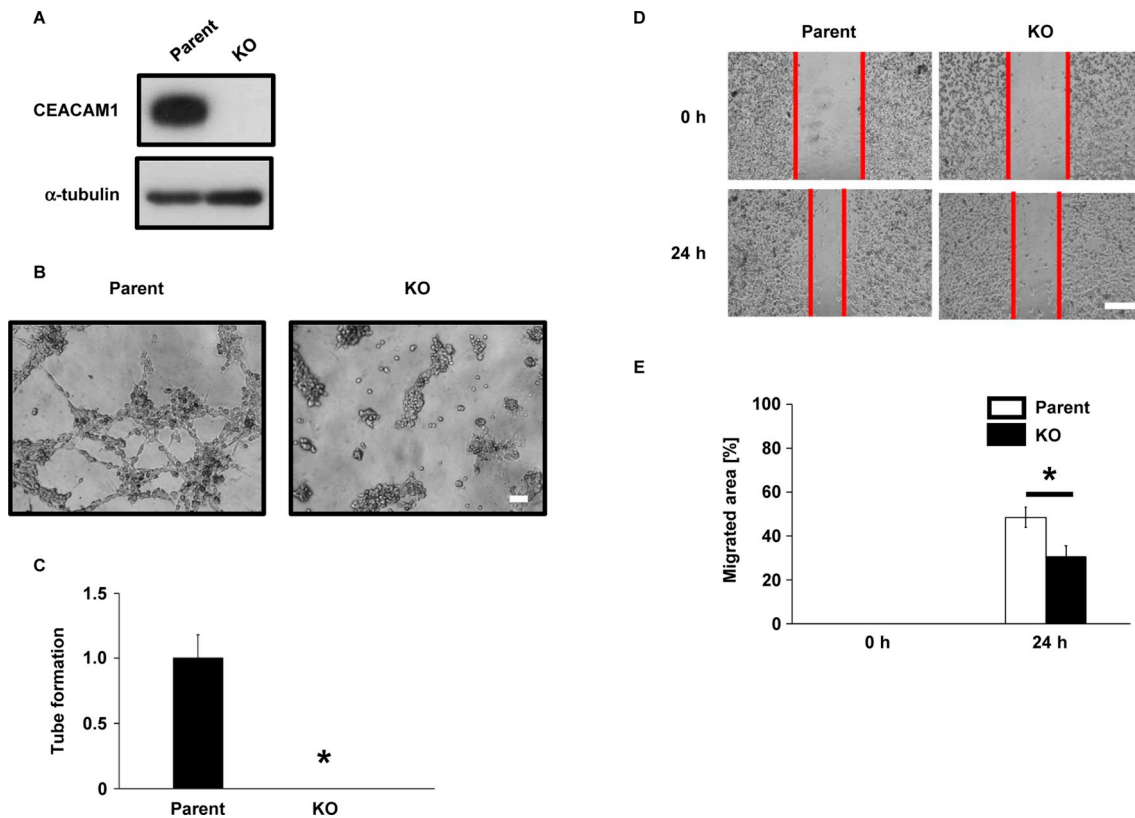 A
Parent
KO
CEACAM1
α-tubulin
B
Parent
KO
C
Tube formation
1.5
1.0
0.5
0
*
Parent
KO
D
Parent
KO
0 h
24 h
E
Migrated area [%]
100
80
60
40
20
0
Parent
KO
*
0 h
24 h